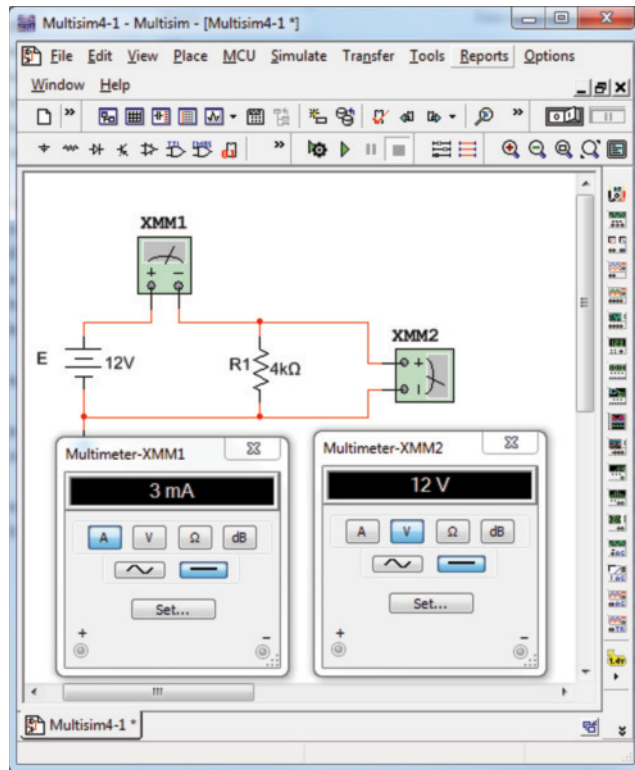 Multisim4-1 - Multisim - [Multisim4-1 *]
File Edit View Place MCU Simulate Transfer Tools Reports Options
Window Help
XMM1
XMM2
E
12V
R1
4kΩ
Multimeter-XMM1
3 mA
A V Ω dB
Set...
+ −
Multimeter-XMM2
12 V
A V Ω dB
Set...
+ −
Multisim4-1 *